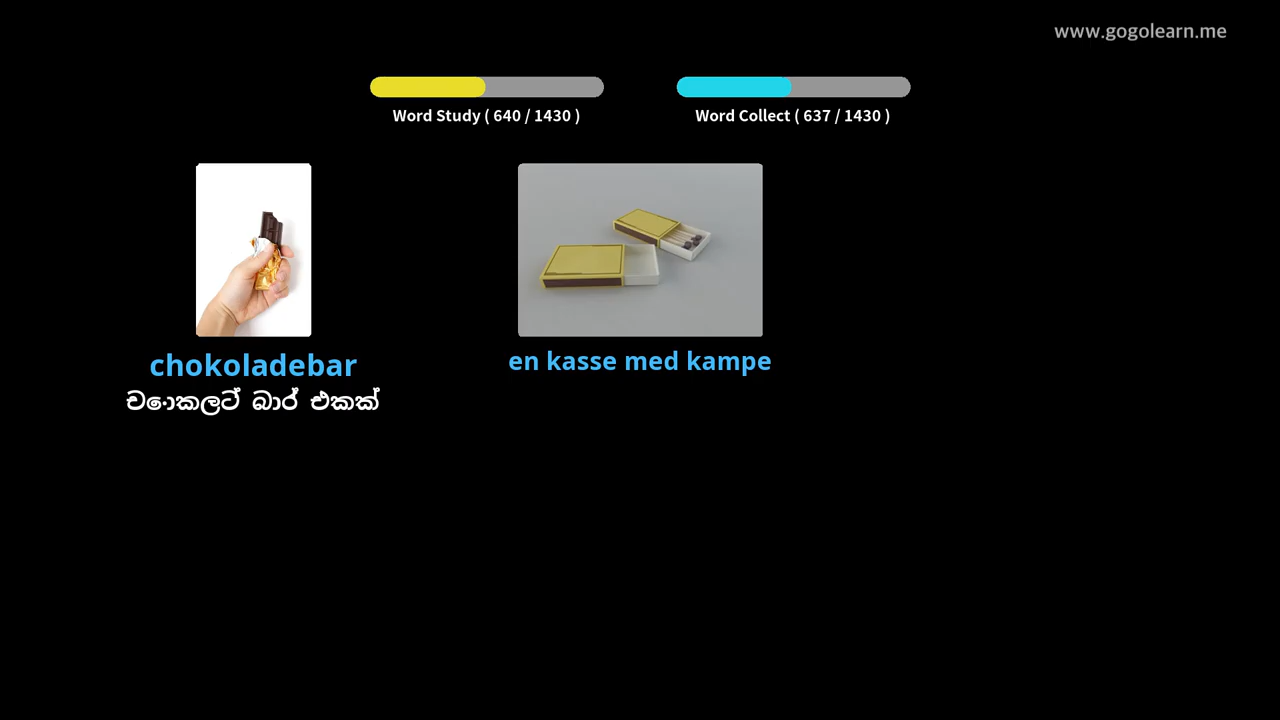 www.gogolearn.me
Word Study ( 640 / 1430 )
Word Collect ( 637 / 1430 )
chokoladebar
චොකලට් බාර් එකක්
en kasse med kampe